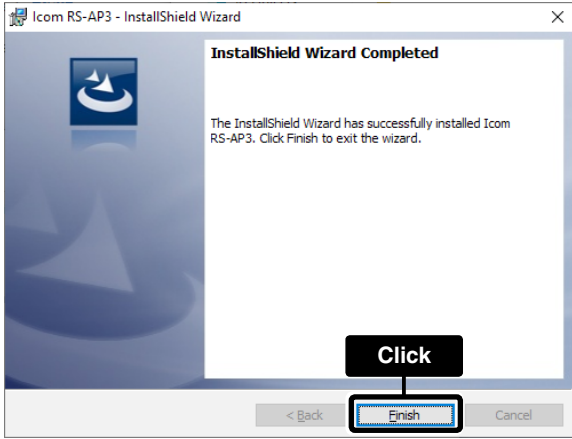 Icom RS-AP3 - InstallShield Wizard
InstallShield Wizard Completed
The InstallShield Wizard has successfully installed Icom
RS-AP3. Click Finish to exit the wizard.
Click
< Back
Finish
Cancel